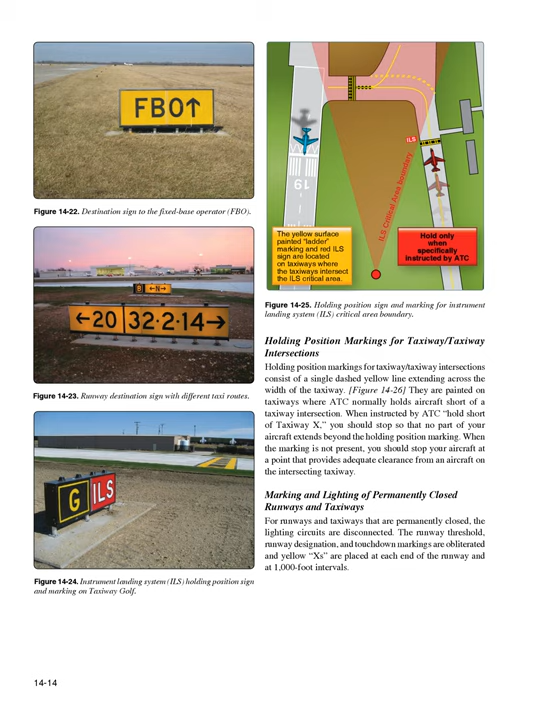 FBO↑
Figure 14-22. Destination sign to the fixed-base operator (FBO).
←20 32·2·14→
Figure 14-23. Runway destination sign with different taxi routes.
G ILS
Figure 14-24. Instrument landing system (ILS) holding position sign
and marking on Taxiway Golf.
19
ILS
ILS Critical Area boundary
The yellow surface
painted "ladder"
marking and red ILS
sign are located
on taxiways where
the taxiways intersect
the ILS critical area.
Hold only
when
specifically
instructed by ATC
Figure 14-25. Holding position sign and marking for instrument
landing system (ILS) critical area boundary.
Holding Position Markings for Taxiway/Taxiway
Intersections
Holding position markings for taxiway/taxiway intersections
consist of a single dashed yellow line extending across the
width of the taxiway. [Figure 14-26] They are painted on
taxiways where ATC normally holds aircraft short of a
taxiway intersection. When instructed by ATC “hold short
of Taxiway X,” you should stop so that no part of your
aircraft extends beyond the holding position marking. When
the marking is not present, you should stop your aircraft at
a point that provides adequate clearance from an aircraft on
the intersecting taxiway.
Marking and Lighting of Permanently Closed
Runways and Taxiways
For runways and taxiways that are permanently closed, the
lighting circuits are disconnected. The runway threshold,
runway designation, and touchdown markings are obliterated
and yellow “Xs” are placed at each end of the runway and
at 1,000-foot intervals.
14-14